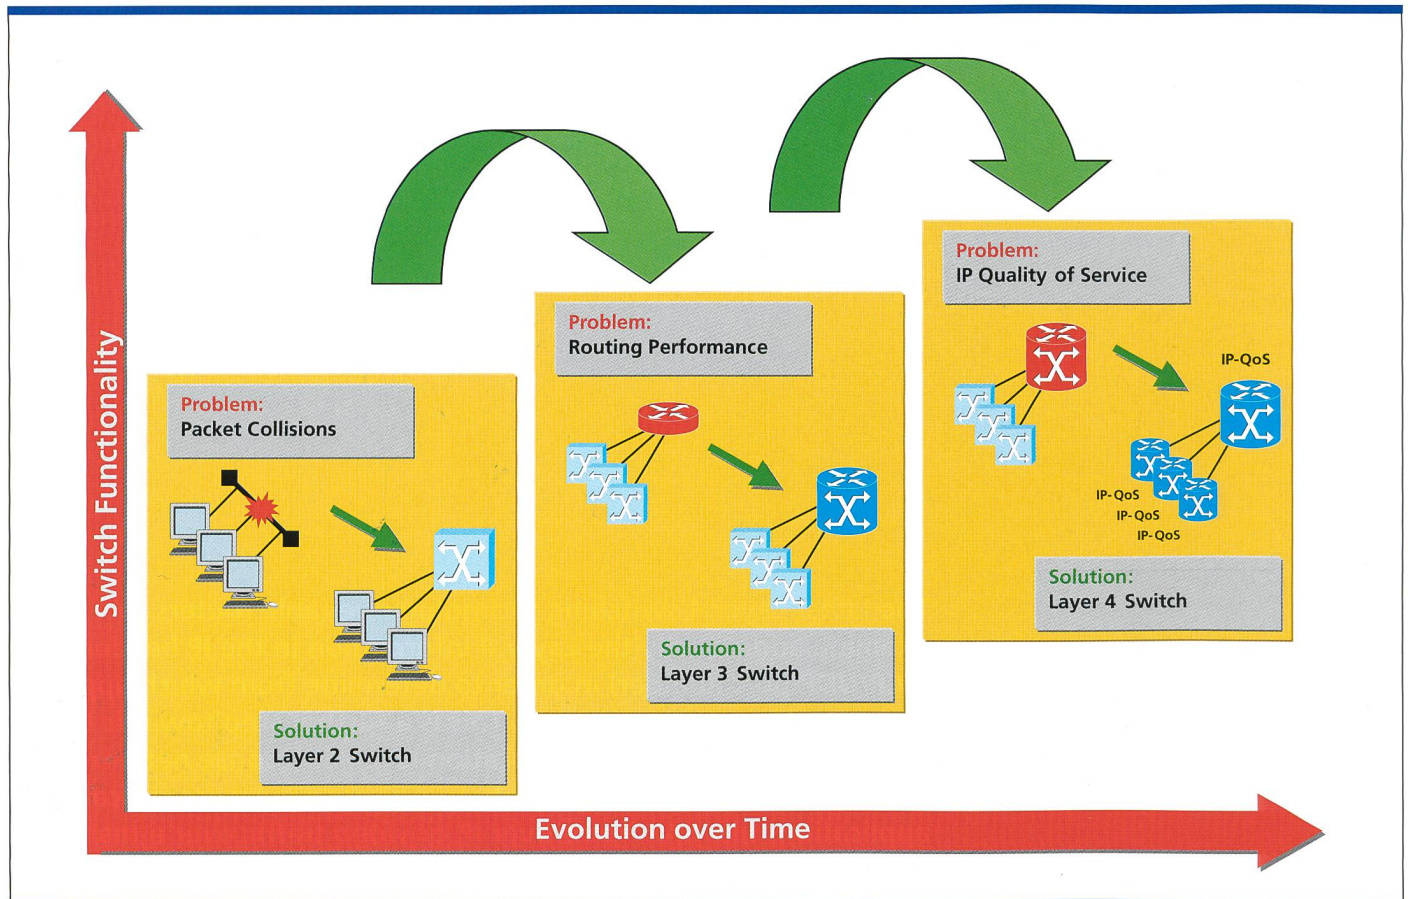 Switch Functionality
Problem:
Packet Collisions
Solution:
Layer 2 Switch
Problem:
Routing Performance
Solution:
Layer 3 Switch
Problem:
IP Quality of Service
IP-QoS
IP-QoS
IP-QoS
IP-QoS
Solution:
Layer 4 Switch
Evolution over Time